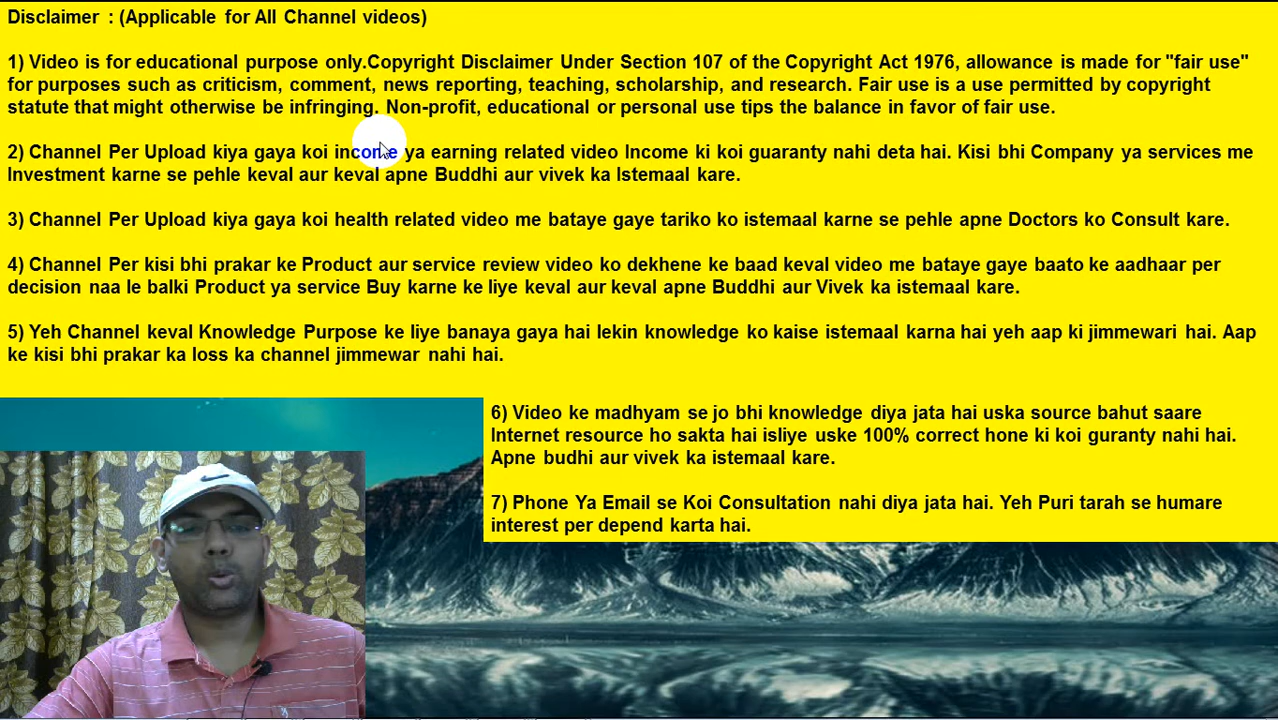 Disclaimer : (Applicable for All Channel videos)
1) Video is for educational purpose only.Copyright Disclaimer Under Section 107 of the Copyright Act 1976, allowance is made for "fair use"
for purposes such as criticism, comment, news reporting, teaching, scholarship, and research. Fair use is a use permitted by copyright
statute that might otherwise be infringing. Non-profit, educational or personal use tips the balance in favor of fair use.
2) Channel Per Upload kiya gaya koi income ya earning related video Income ki koi guaranty nahi deta hai. Kisi bhi Company ya services me
Investment karne se pehle keval aur keval apne Buddhi aur vivek ka Istemaal kare.
3) Channel Per Upload kiya gaya koi health related video me bataye gaye tariko ko istemaal karne se pehle apne Doctors ko Consult kare.
4) Channel Per kisi bhi prakar ke Product aur service review video ko dekhene ke baad keval video me bataye gaye baato ke aadhaar per
decision naa le balki Product ya service Buy karne ke liye keval aur keval apne Buddhi aur Vivek ka istemaal kare.
5) Yeh Channel keval Knowledge Purpose ke liye banaya gaya hai lekin knowledge ko kaise istemaal karna hai yeh aap ki jimmewari hai. Aap
ke kisi bhi prakar ka loss ka channel jimmewar nahi hai.
6) Video ke madhyam se jo bhi knowledge diya jata hai uska source bahut saare
Internet resource ho sakta hai isliye uske 100% correct hone ki koi guranty nahi hai.
Apne budhi aur vivek ka istemaal kare.
7) Phone Ya Email se Koi Consultation nahi diya jata hai. Yeh Puri tarah se humare
interest per depend karta hai.